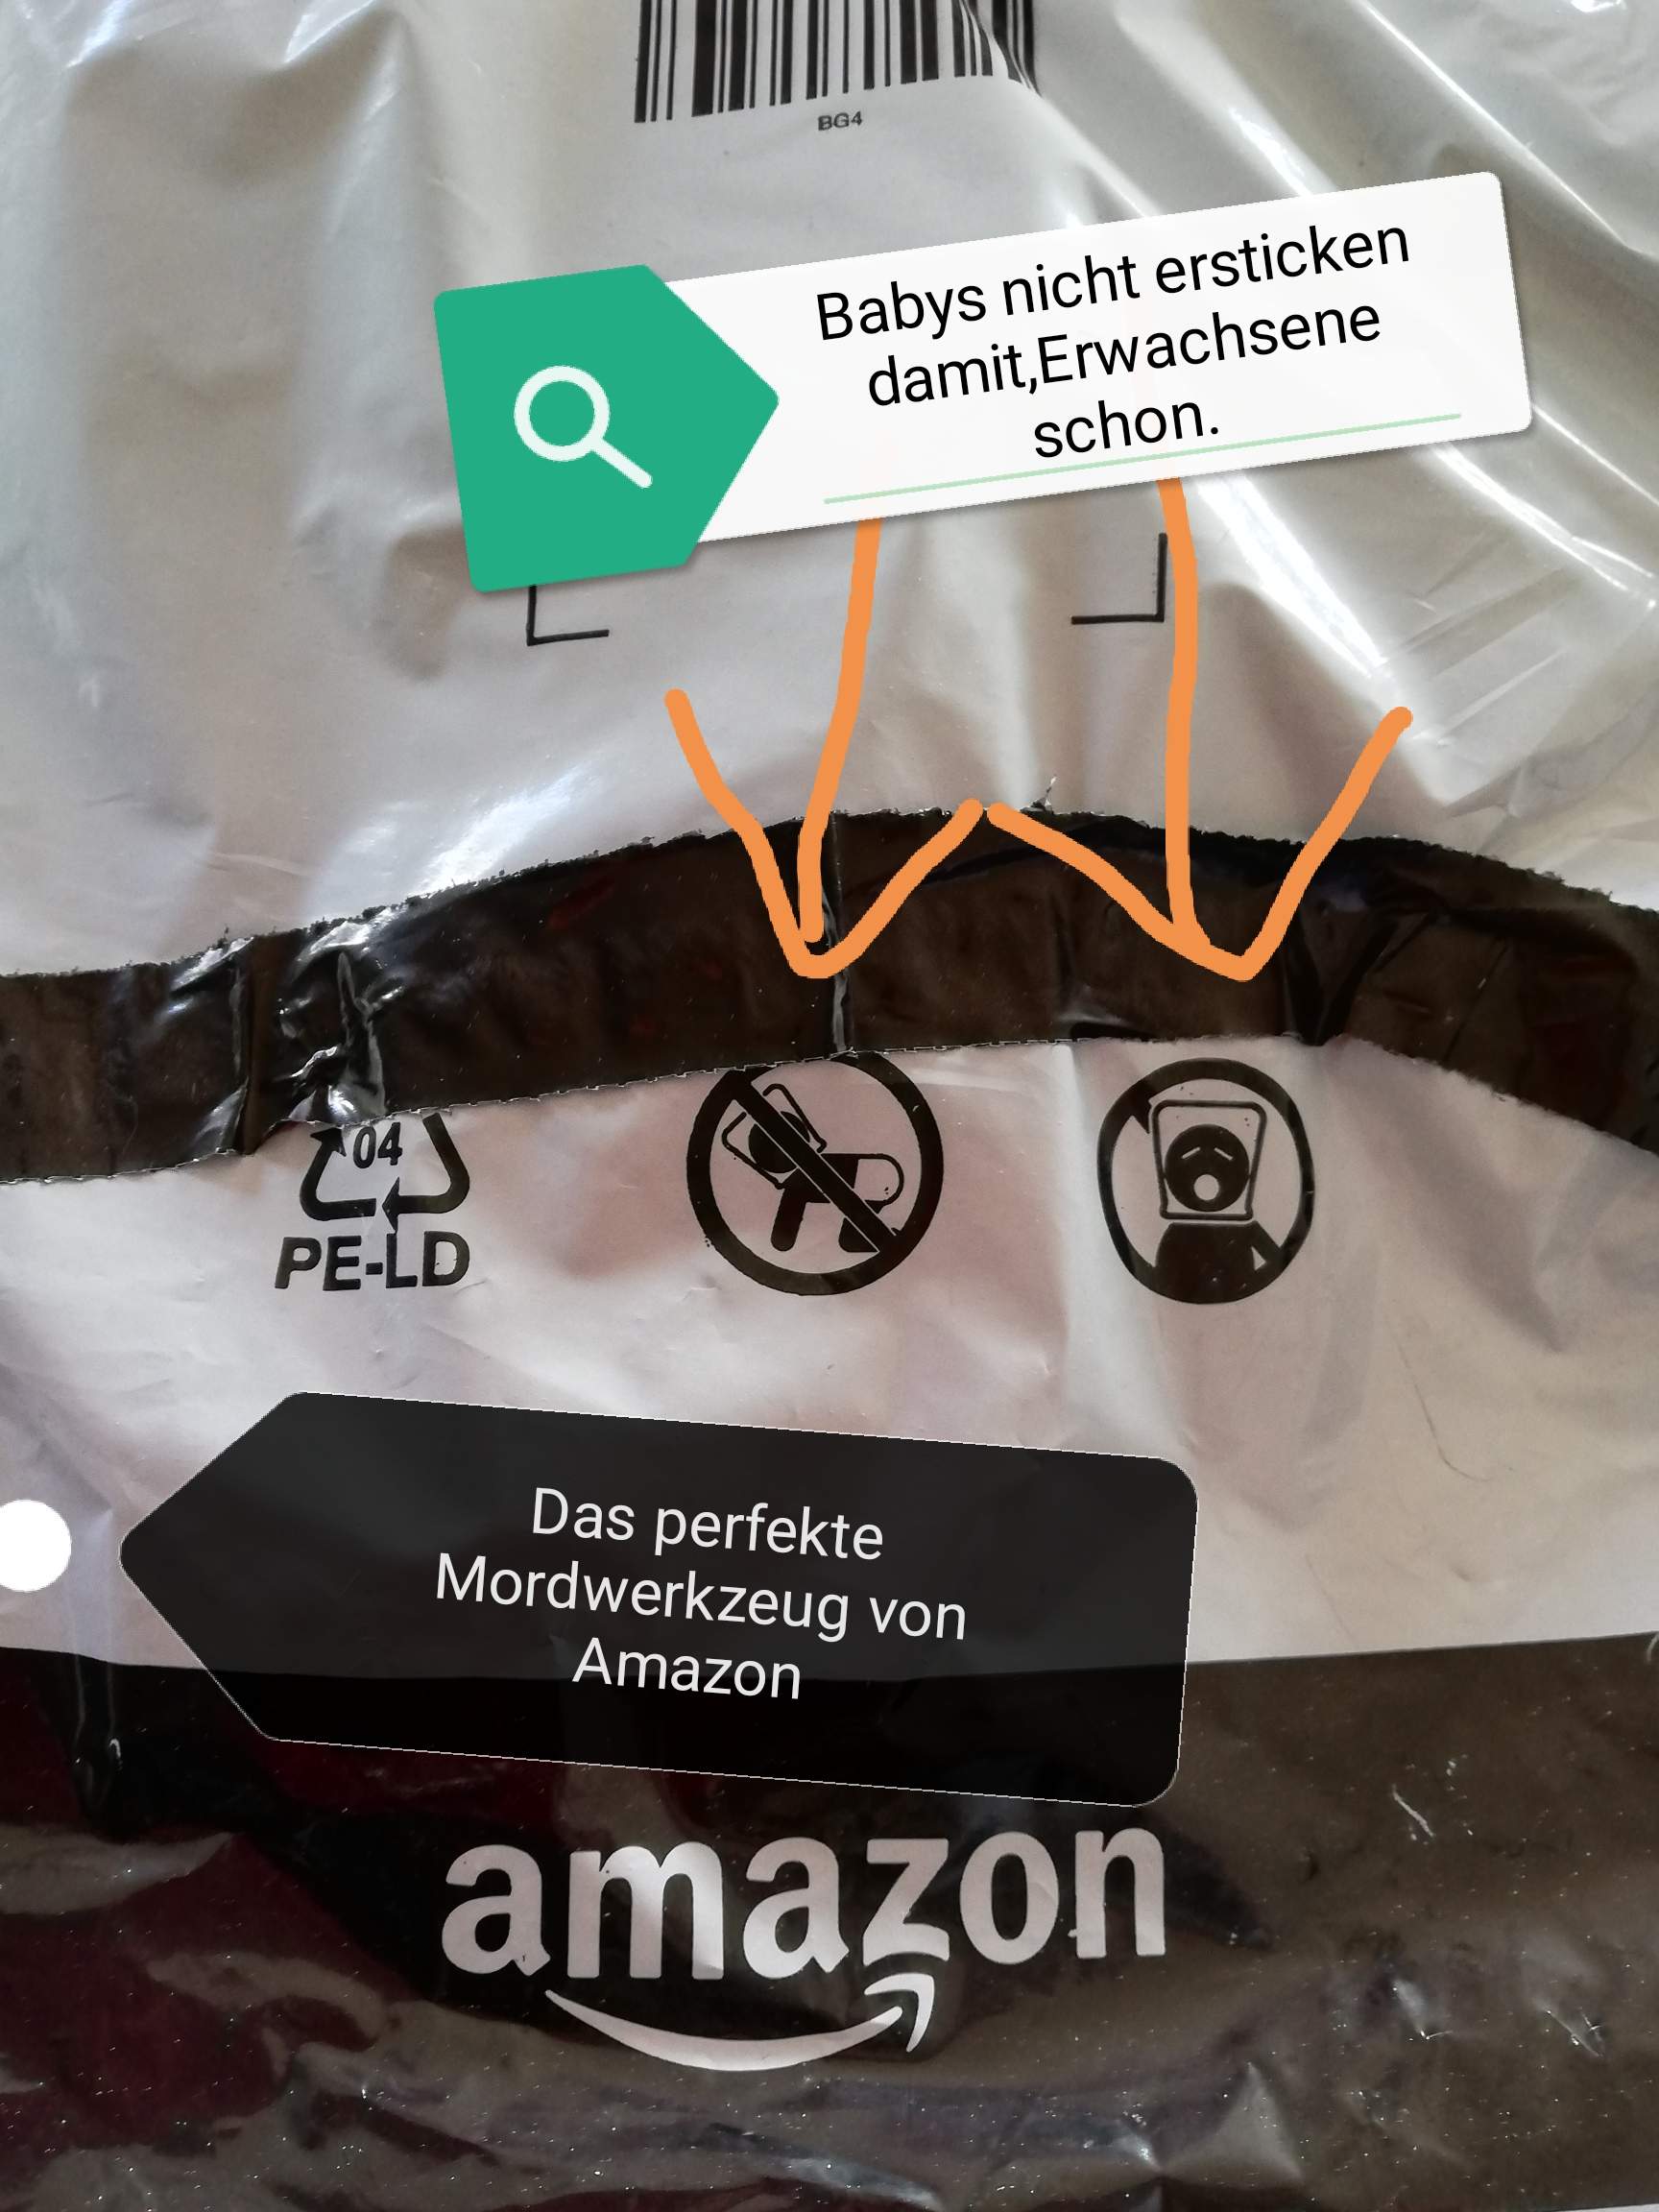 BG4
Babys nicht ersticken
damit,Erwachsene
schon.
04
PE-LD
Das perfekte
Mordwerkzeug von
Amazon
amazon